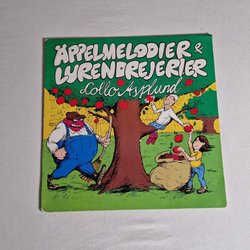 ÄPPELMELODIER &
LURENDREJERIER
Lollo Asplund